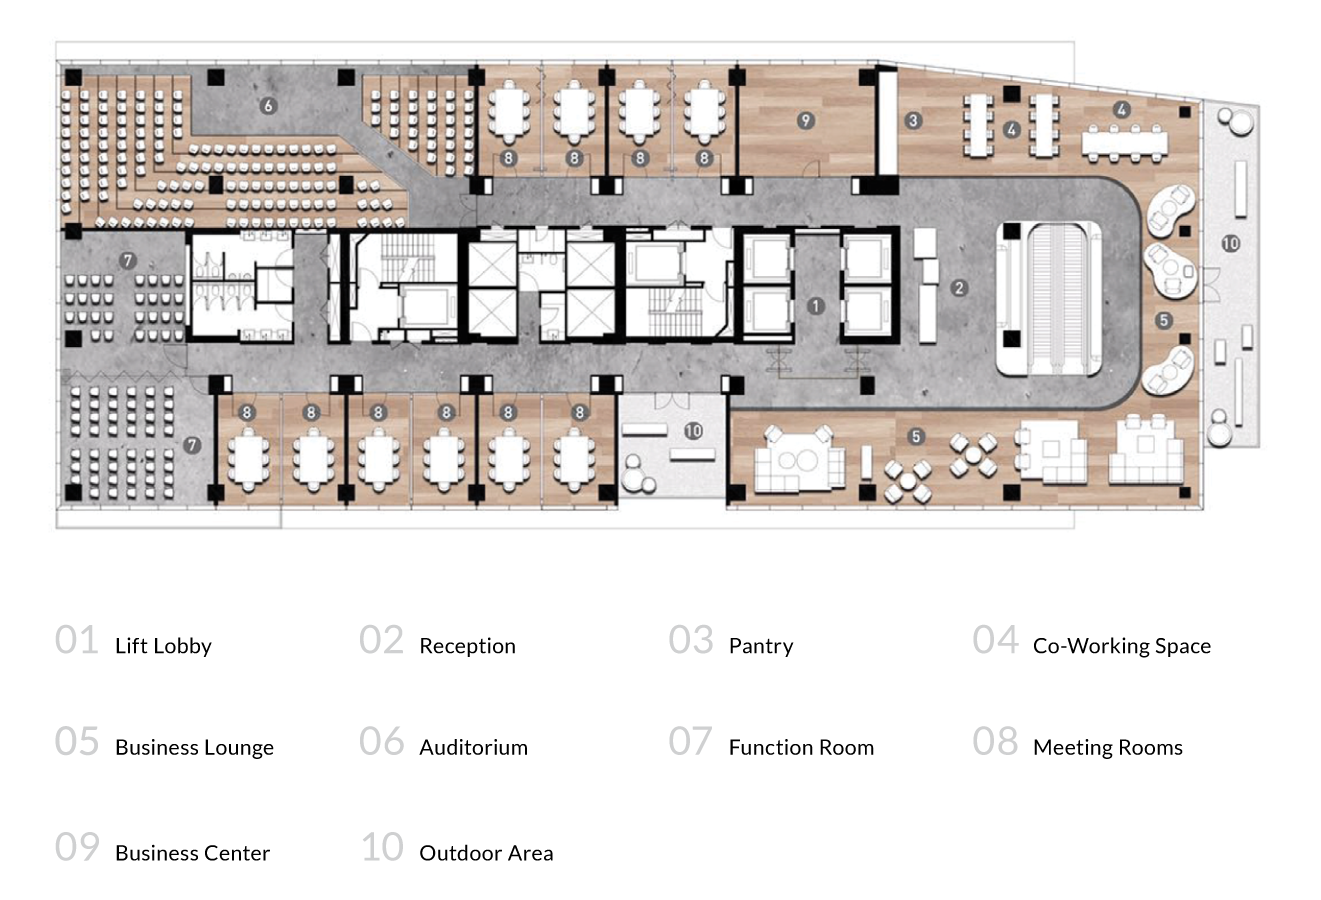 6
8
8
8
8
9
3
4
4
7
10
1
2
5
8
8
8
8
8
8
7
10
5
01 Lift Lobby
02 Reception
03 Pantry
04 Co-Working Space
05 Business Lounge
06 Auditorium
07 Function Room
08 Meeting Rooms
09 Business Center
10 Outdoor Area